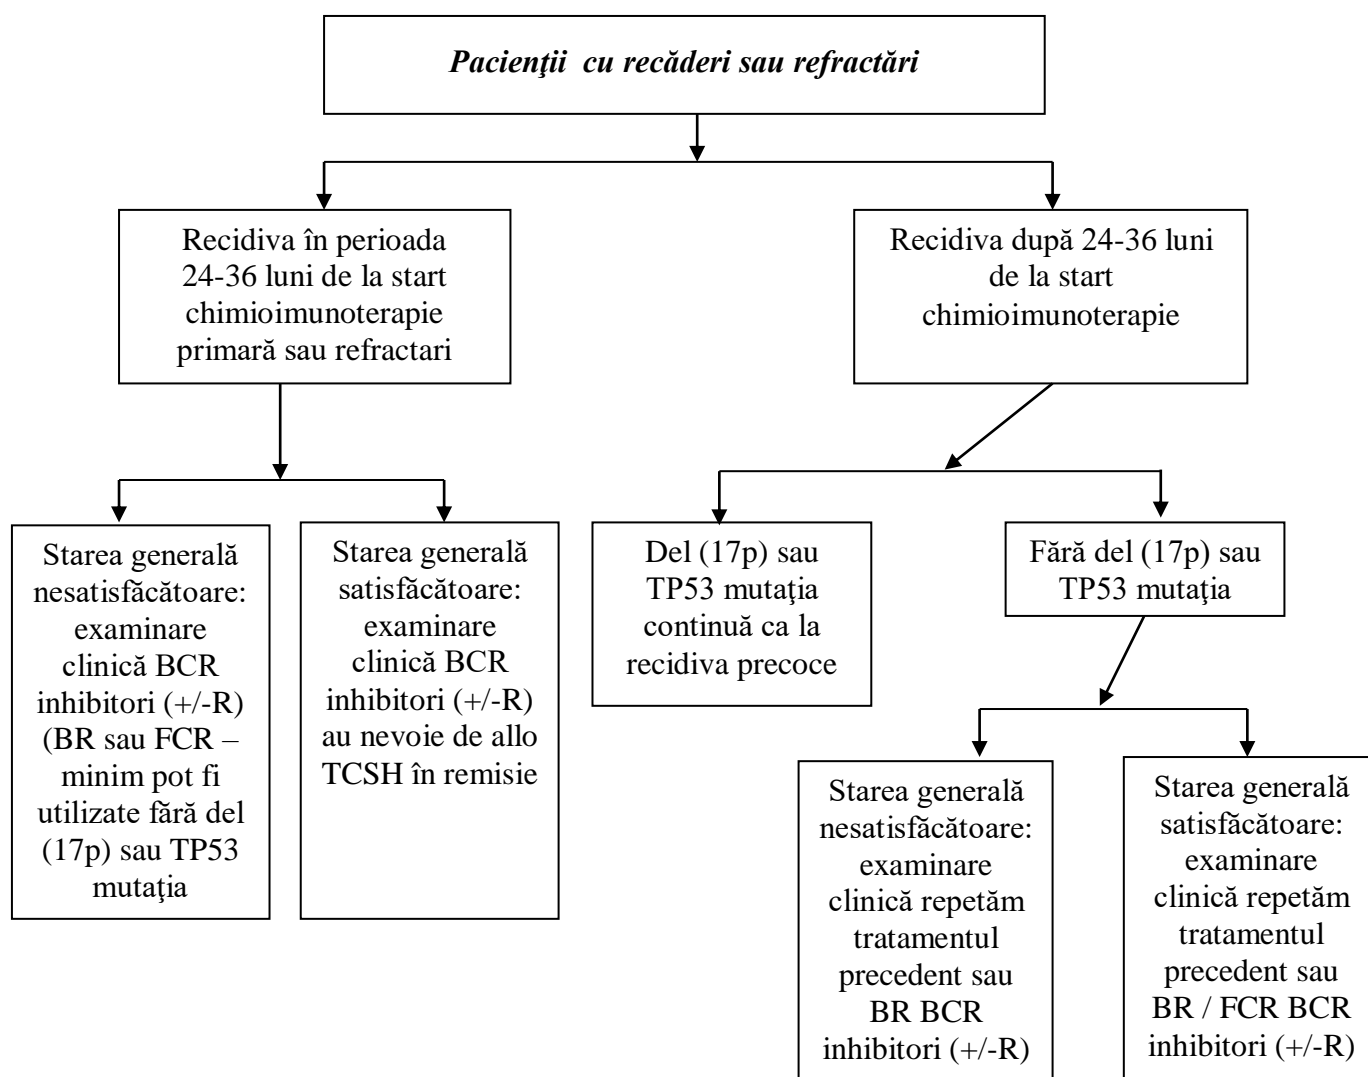 Pacienţii cu recăderi sau refractări
Recidiva în perioada
24-36 luni de la start
chimioimunoterapie
primară sau refractari
Recidiva după 24-36 luni
de la start
chimioimunoterapie
Starea generală
nesatisfăcătoare:
examinare
clinică BCR
inhibitori (+/-R)
(BR sau FCR –
minim pot fi
utilizate fără del
(17p) sau TP53
mutaţia
Starea generală
satisfăcătoare:
examinare
clinică BCR
inhibitori (+/-R)
au nevoie de allo
TCSH în remisie
Del (17p) sau
TP53 mutaţia
continuă ca la
recidiva precoce
Fără del (17p) sau
TP53 mutaţia
Starea generală
nesatisfăcătoare:
examinare
clinică repetăm
tratamentul
precedent sau
BR BCR
inhibitori (+/-R)
Starea generală
satisfăcătoare:
examinare
clinică repetăm
tratamentul
precedent sau
BR / FCR BCR
inhibitori (+/-R)